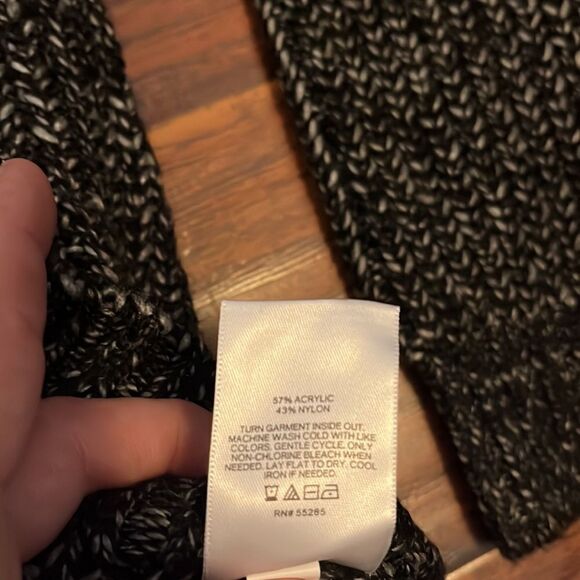 57% ACRYLIC
43% NYLON
TURN GARMENT INSIDE OUT,
MACHINE WASH COLD WITH LIKE
COLORS, GENTLE CYCLE. ONLY
NON-CHLORINE BLEACH WHEN
NEEDED. LAY FLAT TO DRY. COOL
IRON IF NEEDED.
RN# 55285